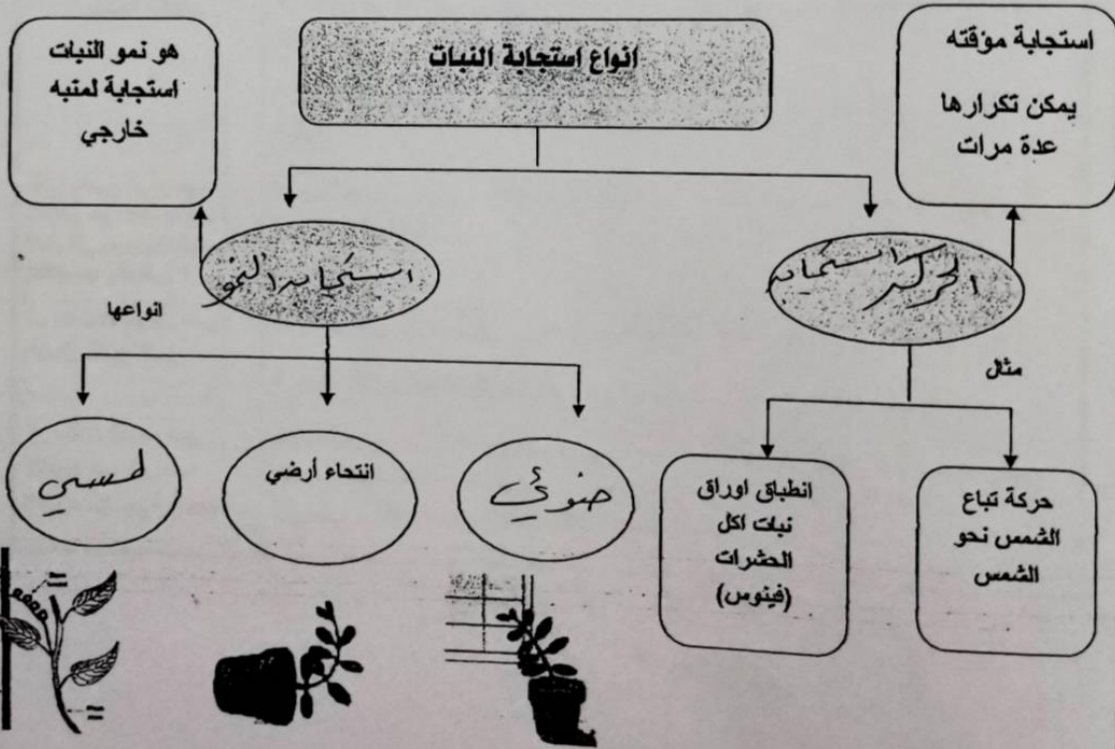 انواع استجابة النبات
استجابة مؤقته
يمكن تكرارها
عدة مرات
هو نمو النبات
استجابة لمنبه
خارجي
استجابة
الحركة
استجابة النمو
مثال
انواعها
حركة تباع
الشمس نحو
الشمس
انطباق اوراق
نبات اكل
الحشرات
(فينوس)
ضوئي
انتحاء أرضي
لمسي